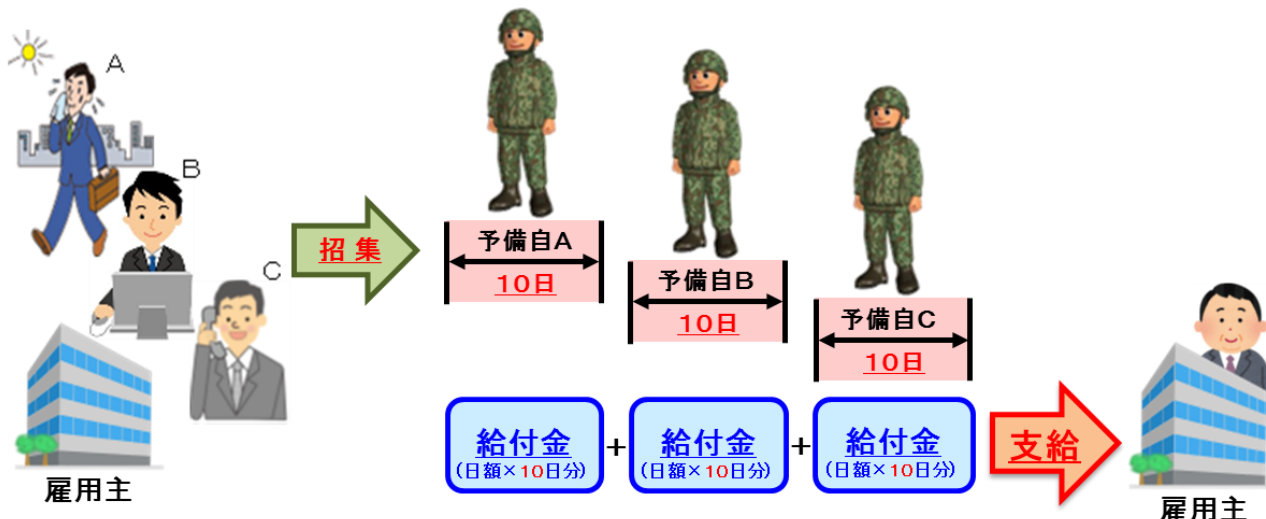 A
B
C
雇用主
招集
予備自A
10日
予備自B
10日
予備自C
10日
給付金
(日額×10日分)
+
給付金
(日額×10日分)
+
給付金
(日額×10日分)
支給
雇用主